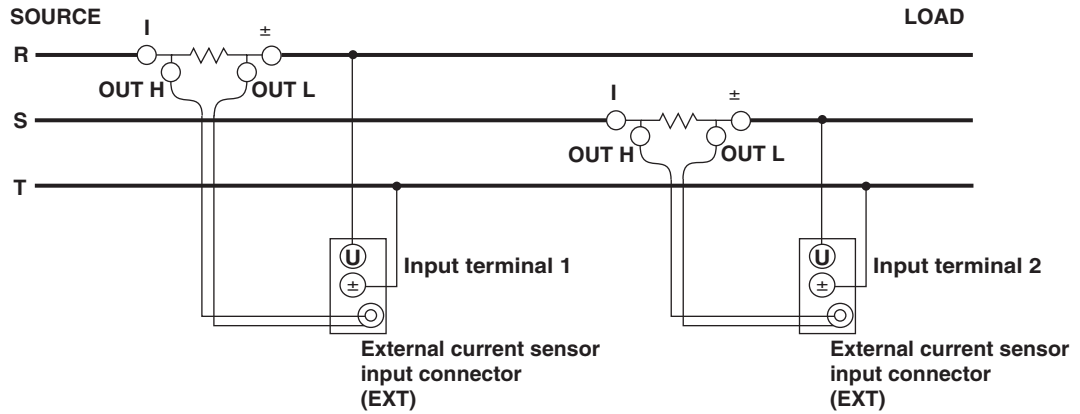 SOURCE
LOAD
I
±
R
OUT H
OUT L
I
±
S
OUT H
OUT L
T
U
Input terminal 1
±
U
Input terminal 2
±
External current sensor
input connector
(EXT)
External current sensor
input connector
(EXT)